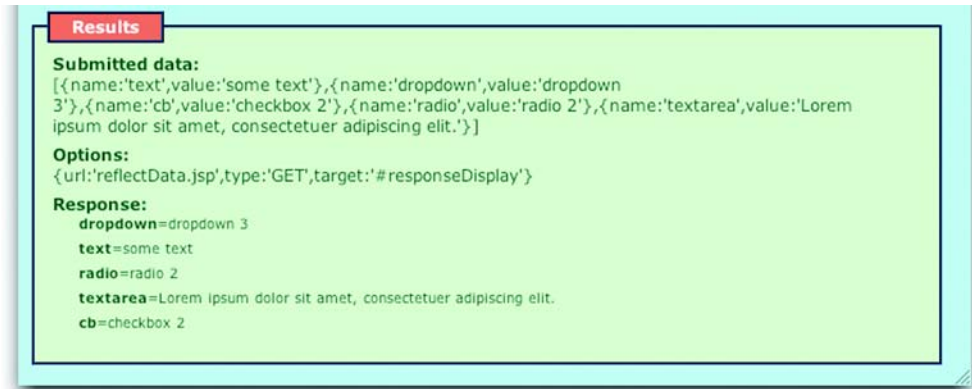 Results
Submitted data:
[{name:'text',value:'some text'},{name:'dropdown',value:'dropdown
3'},{name:'cb',value:'checkbox 2'},{name:'radio',value:'radio 2'},{name:'textarea',value:'Lorem
ipsum dolor sit amet, consectetuer adipiscing elit.'}]
Options:
{url:'reflectData.jsp',type:'GET',target:'#responseDisplay'}
Response:
dropdown=dropdown 3
text=some text
radio=radio 2
textarea=Lorem ipsum dolor sit amet, consectetuer adipiscing elit.
cb=checkbox 2